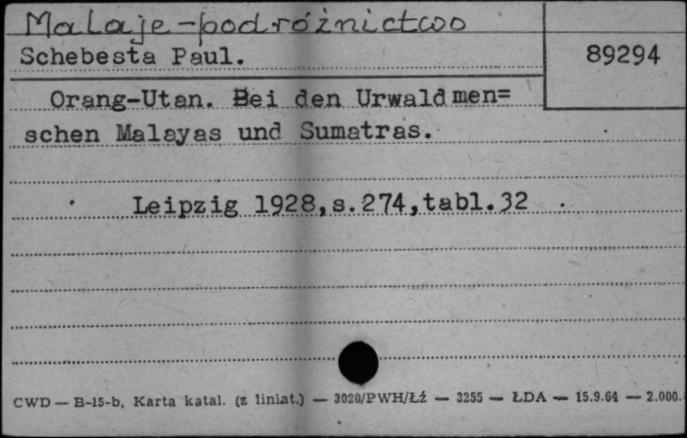 Malaje-podróżnictwo
Schebesta Paul.
89294
Orang-Utan. Bei den Urwaldmen=
schen Malayas und Sumatras.
Leipzig 1928,s.274,tabl.32
CWD — B-15-b, Karta katal. (z liniat.) — 3020/PWH/Łź — 3255 — ŁDA — 15.9.64 — 2.000.